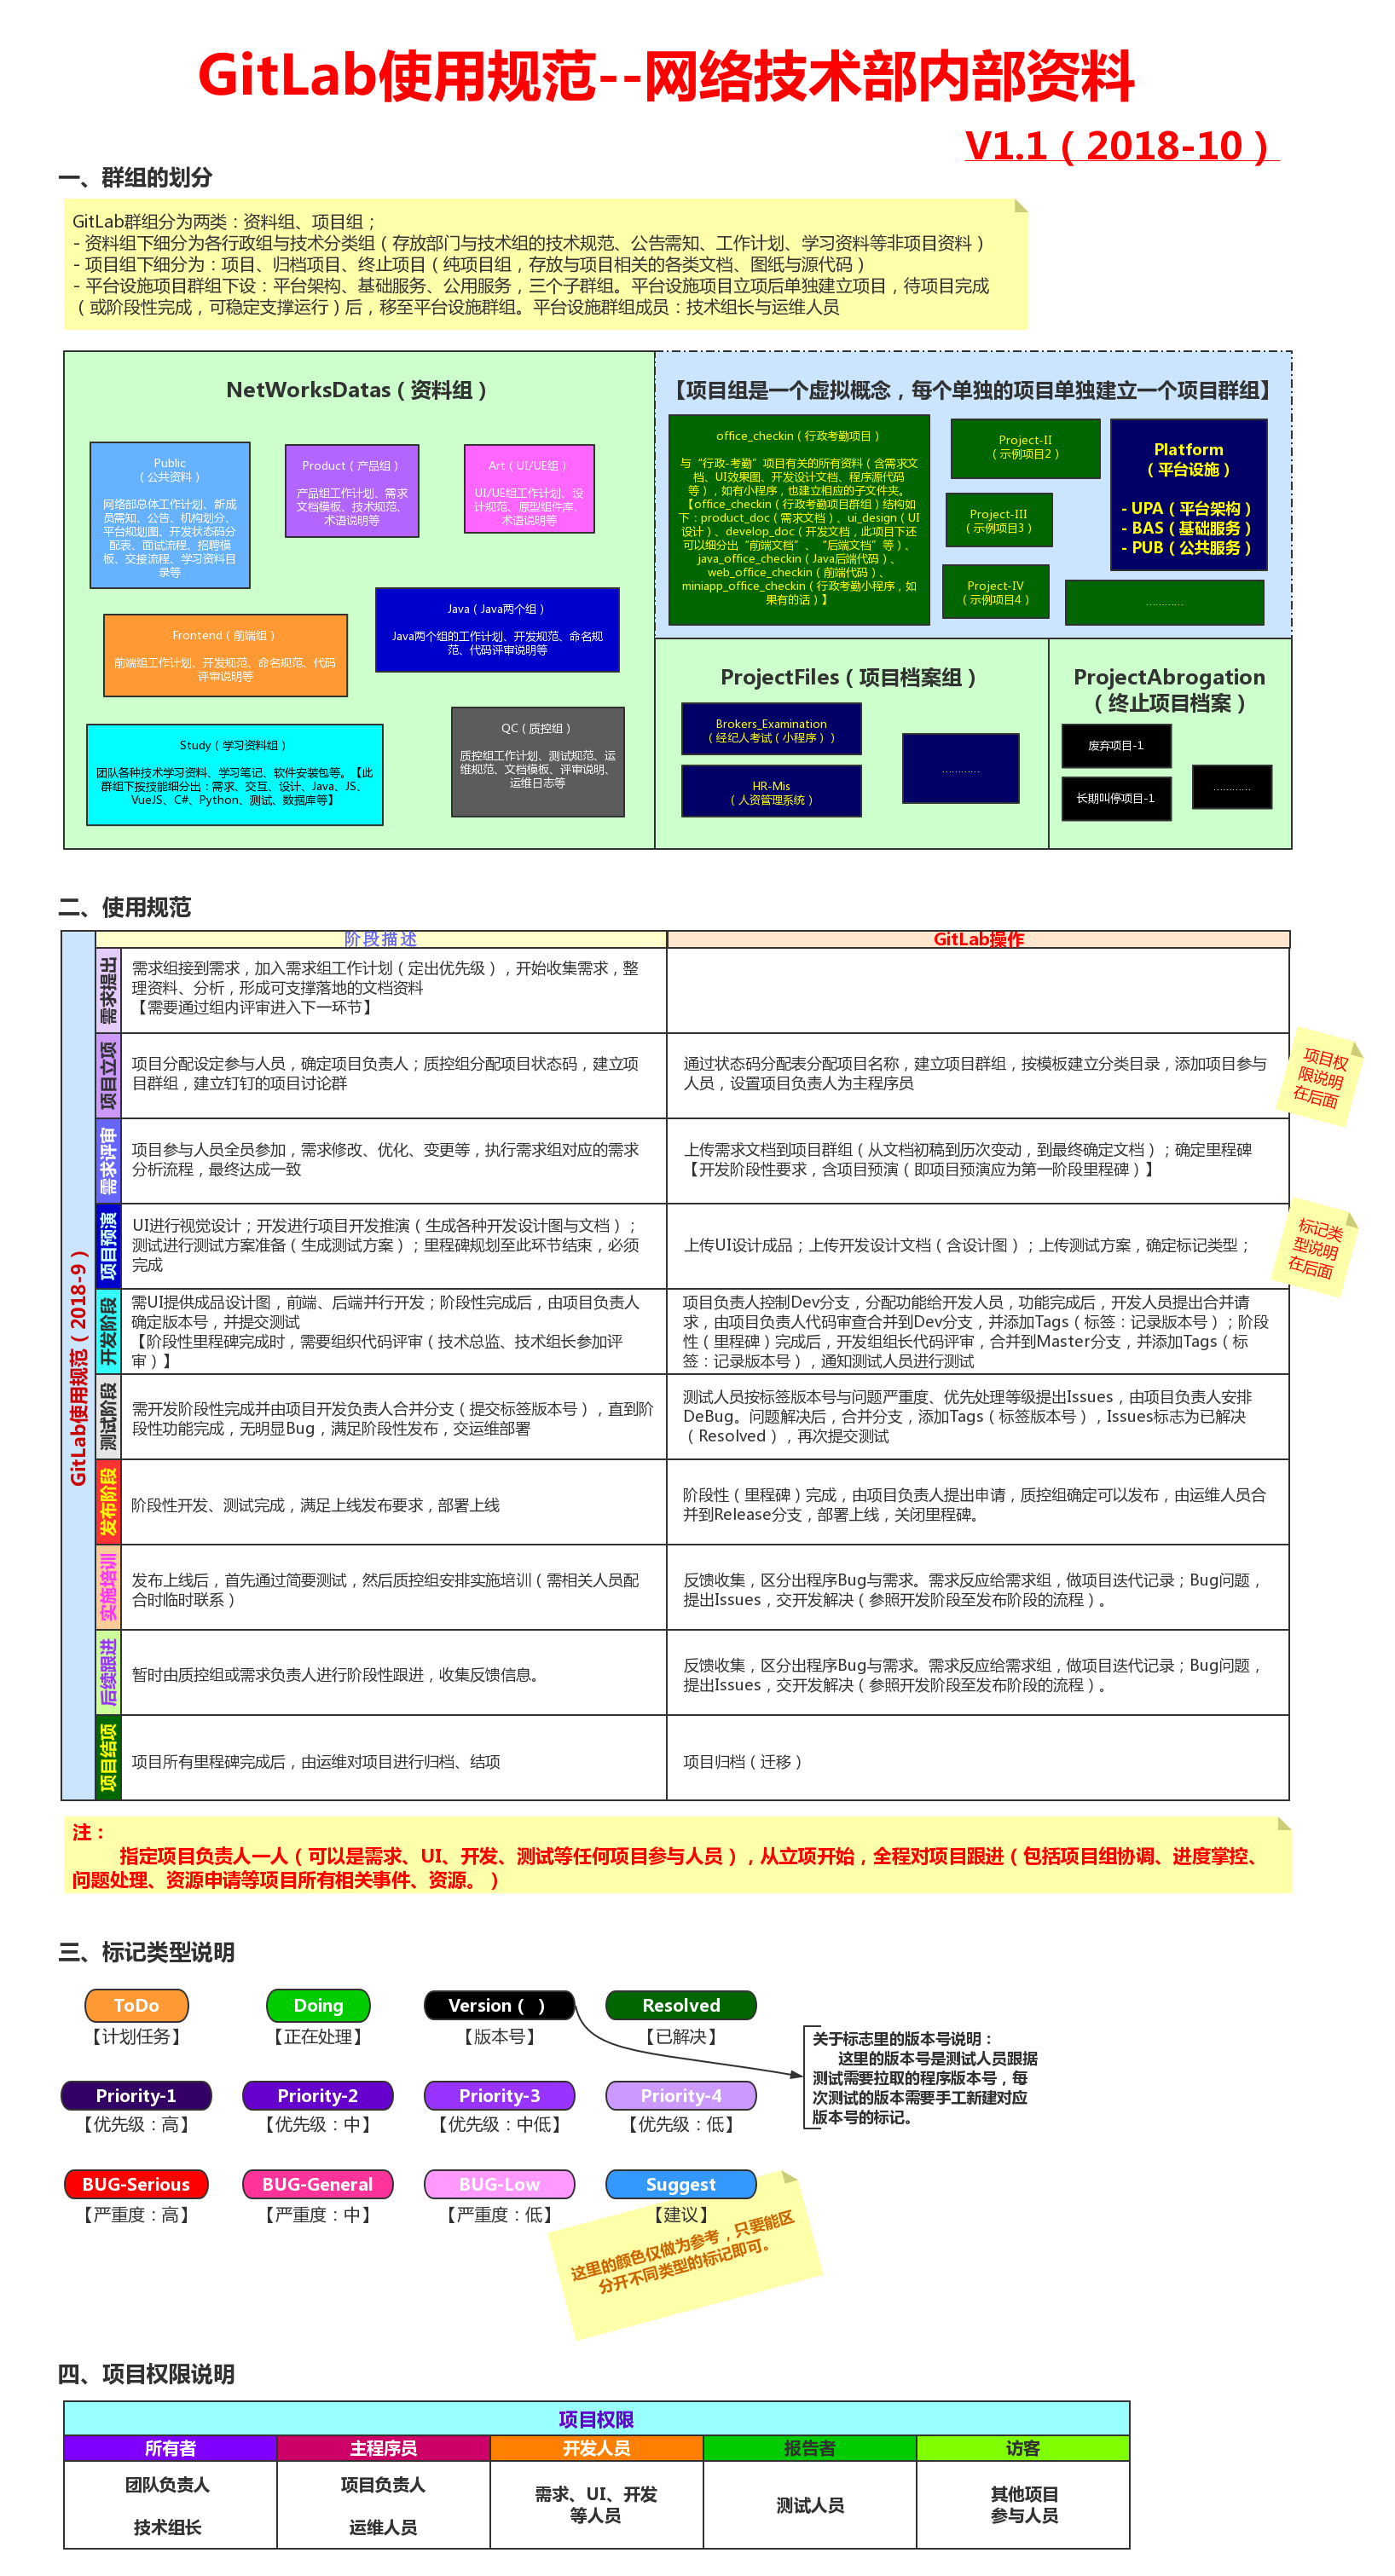 GitLab使用规范--网络技术部内部资料
V1.1（2018-10）
一、群组的划分
GitLab群组分为两类：资料组、项目组；
- 资料组下细分为各行政组与技术分类组（存放部门与技术组的技术规范、公告需知、工作计划、学习资料等非项目资料）
- 项目组下细分为：项目、归档项目、终止项目（纯项目组，存放与项目相关的各类文档、图纸与源代码）
- 平台设施项目群组下设：平台架构、基础服务、公用服务，三个子群组。平台设施项目立项后单独建立项目，待项目完成
（或阶段性完成，可稳定支撑运行）后，移至平台设施群组。平台设施群组成员：技术组长与运维人员
NetWorksDatas（资料组）
Public
（公共资料）
网络部总体工作计划、新成
员需知、公告、机构划分、
平台规划图、开发状态码分
配表、面试流程、招聘模
板、交接流程、学习资料目
录等
Product（产品组）
产品组工作计划、需求
文档模板、技术规范、
术语说明等
Art（UI/UE组）
UI/UE组工作计划、设
计规范、原型组件库、
术语说明等
Frontend（前端组）
前端组工作计划、开发规范、命名规范、代码
评审说明等
Java（Java两个组）
Java两个组的工作计划、开发规范、命名规
范、代码评审说明等
Study（学习资料组）
团队各种技术学习资料、学习笔记、软件安装包等。【此
群组下按技能细分出：需求、交互、设计、Java、JS、
VueJS、C#、Python、测试、数据库等】
QC（质控组）
质控组工作计划、测试规范、运
维规范、文档模板、评审说明、
运维日志等
【项目组是一个虚拟概念，每个单独的项目单独建立一个项目群组】
office_checkin（行政考勤项目）
与“行政-考勤”项目有关的所有资料（含需求文
档、UI效果图、开发设计文档、程序源代码
等），如有小程序，也建立相应的子文件夹。
【office_checkin（行政考勤项目群组）结构如
下：product_doc（需求文档）、ui_design（UI
设计）、develop_doc（开发文档，此项目下还
可以细分出“前端文档”、“后端文档”等）、
java_office_checkin（Java后端代码）、
web_office_checkin（前端代码）、
miniapp_office_checkin（行政考勤小程序，如
果有的话）】
Project-II
（示例项目2）
Project-III
（示例项目3）
Project-IV
（示例项目4）
Platform
（平台设施）
- UPA（平台架构）
- BAS（基础服务）
- PUB（公共服务）
…………
ProjectFiles（项目档案组）
Brokers_Examination
（经纪人考试（小程序））
HR-Mis
（人资管理系统）
…………
ProjectAbrogation
（终止项目档案）
废弃项目-1
长期叫停项目-1
…………
二、使用规范
GitLab使用规范（2018-9）
阶段描述
GitLab操作
需求提出
需求组接到需求，加入需求组工作计划（定出优先级），开始收集需求，整
理资料、分析，形成可支撑落地的文档资料
【需要通过组内评审进入下一环节】
项目立项
项目分配设定参与人员，确定项目负责人；质控组分配项目状态码，建立项
目群组，建立钉钉的项目讨论群
通过状态码分配表分配项目名称，建立项目群组，按模板建立分类目录，添加项目参与
人员，设置项目负责人为主程序员
项目权
限说明
在后面
需求评审
项目参与人员全员参加，需求修改、优化、变更等，执行需求组对应的需求
分析流程，最终达成一致
上传需求文档到项目群组（从文档初稿到历次变动，到最终确定文档）；确定里程碑
【开发阶段性要求，含项目预演（即项目预演应为第一阶段里程碑）】
项目预演
UI进行视觉设计；开发进行项目开发推演（生成各种开发设计图与文档）；
测试进行测试方案准备（生成测试方案）；里程碑规划至此环节结束，必须
完成
上传UI设计成品；上传开发设计文档（含设计图）；上传测试方案，确定标记类型；
标记类
型说明
在后面
开发阶段
需UI提供成品设计图，前端、后端并行开发；阶段性完成后，由项目负责人
确定版本号，并提交测试
【阶段性里程碑完成时，需要组织代码评审（技术总监、技术组长参加评
审）】
项目负责人控制Dev分支，分配功能给开发人员，功能完成后，开发人员提出合并请
求，由项目负责人代码审查合并到Dev分支，并添加Tags（标签：记录版本号）；阶段
性（里程碑）完成后，开发组组长代码评审，合并到Master分支，并添加Tags（标
签：记录版本号），通知测试人员进行测试
测试阶段
需开发阶段性完成并由项目开发负责人合并分支（提交标签版本号），直到阶
段性功能完成，无明显Bug，满足阶段性发布，交运维部署
测试人员按标签版本号与问题严重度、优先处理等级提出Issues，由项目负责人安排
DeBug。问题解决后，合并分支，添加Tags（标签版本号），Issues标志为已解决
（Resolved），再次提交测试
发布阶段
阶段性开发、测试完成，满足上线发布要求，部署上线
阶段性（里程碑）完成，由项目负责人提出申请，质控组确定可以发布，由运维人员合
并到Release分支，部署上线，关闭里程碑。
实施培训
发布上线后，首先通过简要测试，然后质控组安排实施培训（需相关人员配
合时临时联系）
反馈收集，区分出程序Bug与需求。需求反应给需求组，做项目迭代记录；Bug问题，
提出Issues，交开发解决（参照开发阶段至发布阶段的流程）。
后续跟进
暂时由质控组或需求负责人进行阶段性跟进，收集反馈信息。
反馈收集，区分出程序Bug与需求。需求反应给需求组，做项目迭代记录；Bug问题，
提出Issues，交开发解决（参照开发阶段至发布阶段的流程）。
项目结项
项目所有里程碑完成后，由运维对项目进行归档、结项
项目归档（迁移）
注：
指定项目负责人一人（可以是需求、UI、开发、测试等任何项目参与人员），从立项开始，全程对项目跟进（包括项目组协调、进度掌控、
问题处理、资源申请等项目所有相关事件、资源。）
三、标记类型说明
ToDo
Doing
Version（ ）
Resolved
【计划任务】
【正在处理】
【版本号】
【已解决】
关于标志里的版本号说明：
这里的版本号是测试人员跟据
测试需要拉取的程序版本号，每
次测试的版本需要手工新建对应
版本号的标记。
Priority-1
Priority-2
Priority-3
Priority-4
【优先级：高】
【优先级：中】
【优先级：中低】
【优先级：低】
BUG-Serious
BUG-General
BUG-Low
Suggest
【严重度：高】
【严重度：中】
【严重度：低】
【建议】
这里的颜色仅做为参考，只要能区
分开不同类型的标记即可。
四、项目权限说明
项目权限
所有者
主程序员
开发人员
报告者
访客
团队负责人
技术组长
项目负责人
运维人员
需求、UI、开发
等人员
测试人员
其他项目
参与人员